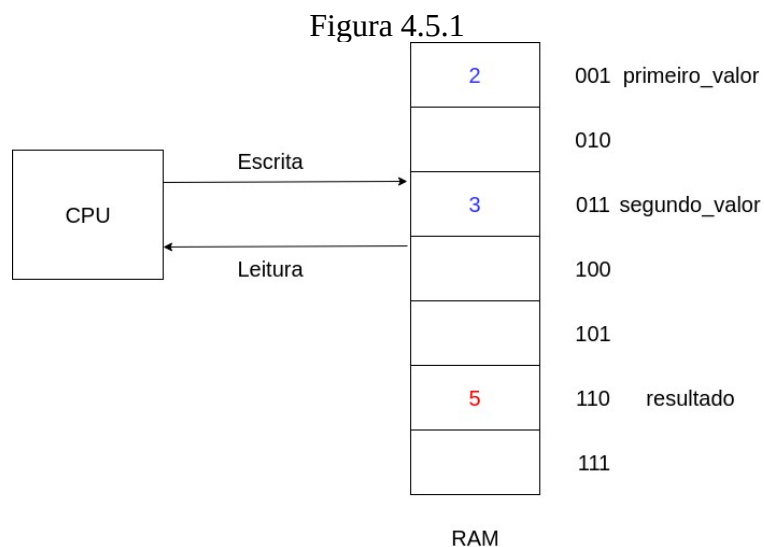 Figura 4.5.1
2 001 primeiro_valor
010
Escrita
CPU
3 011 segundo_valor
Leitura
100
101
5 110 resultado
111
RAM